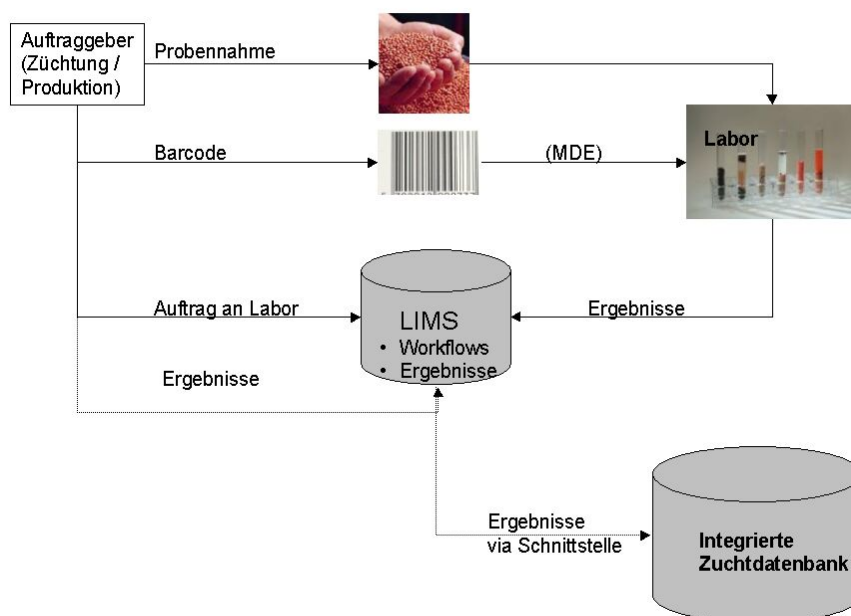 Auftraggeber
(Züchtung /
Produktion)
Probennahme
Barcode
(MDE)
Labor
Auftrag an Labor
LIMS
• Workflows
• Ergebnisse
Ergebnisse
Ergebnisse
Ergebnisse
via Schnittstelle
Integrierte
Zuchtdatenbank